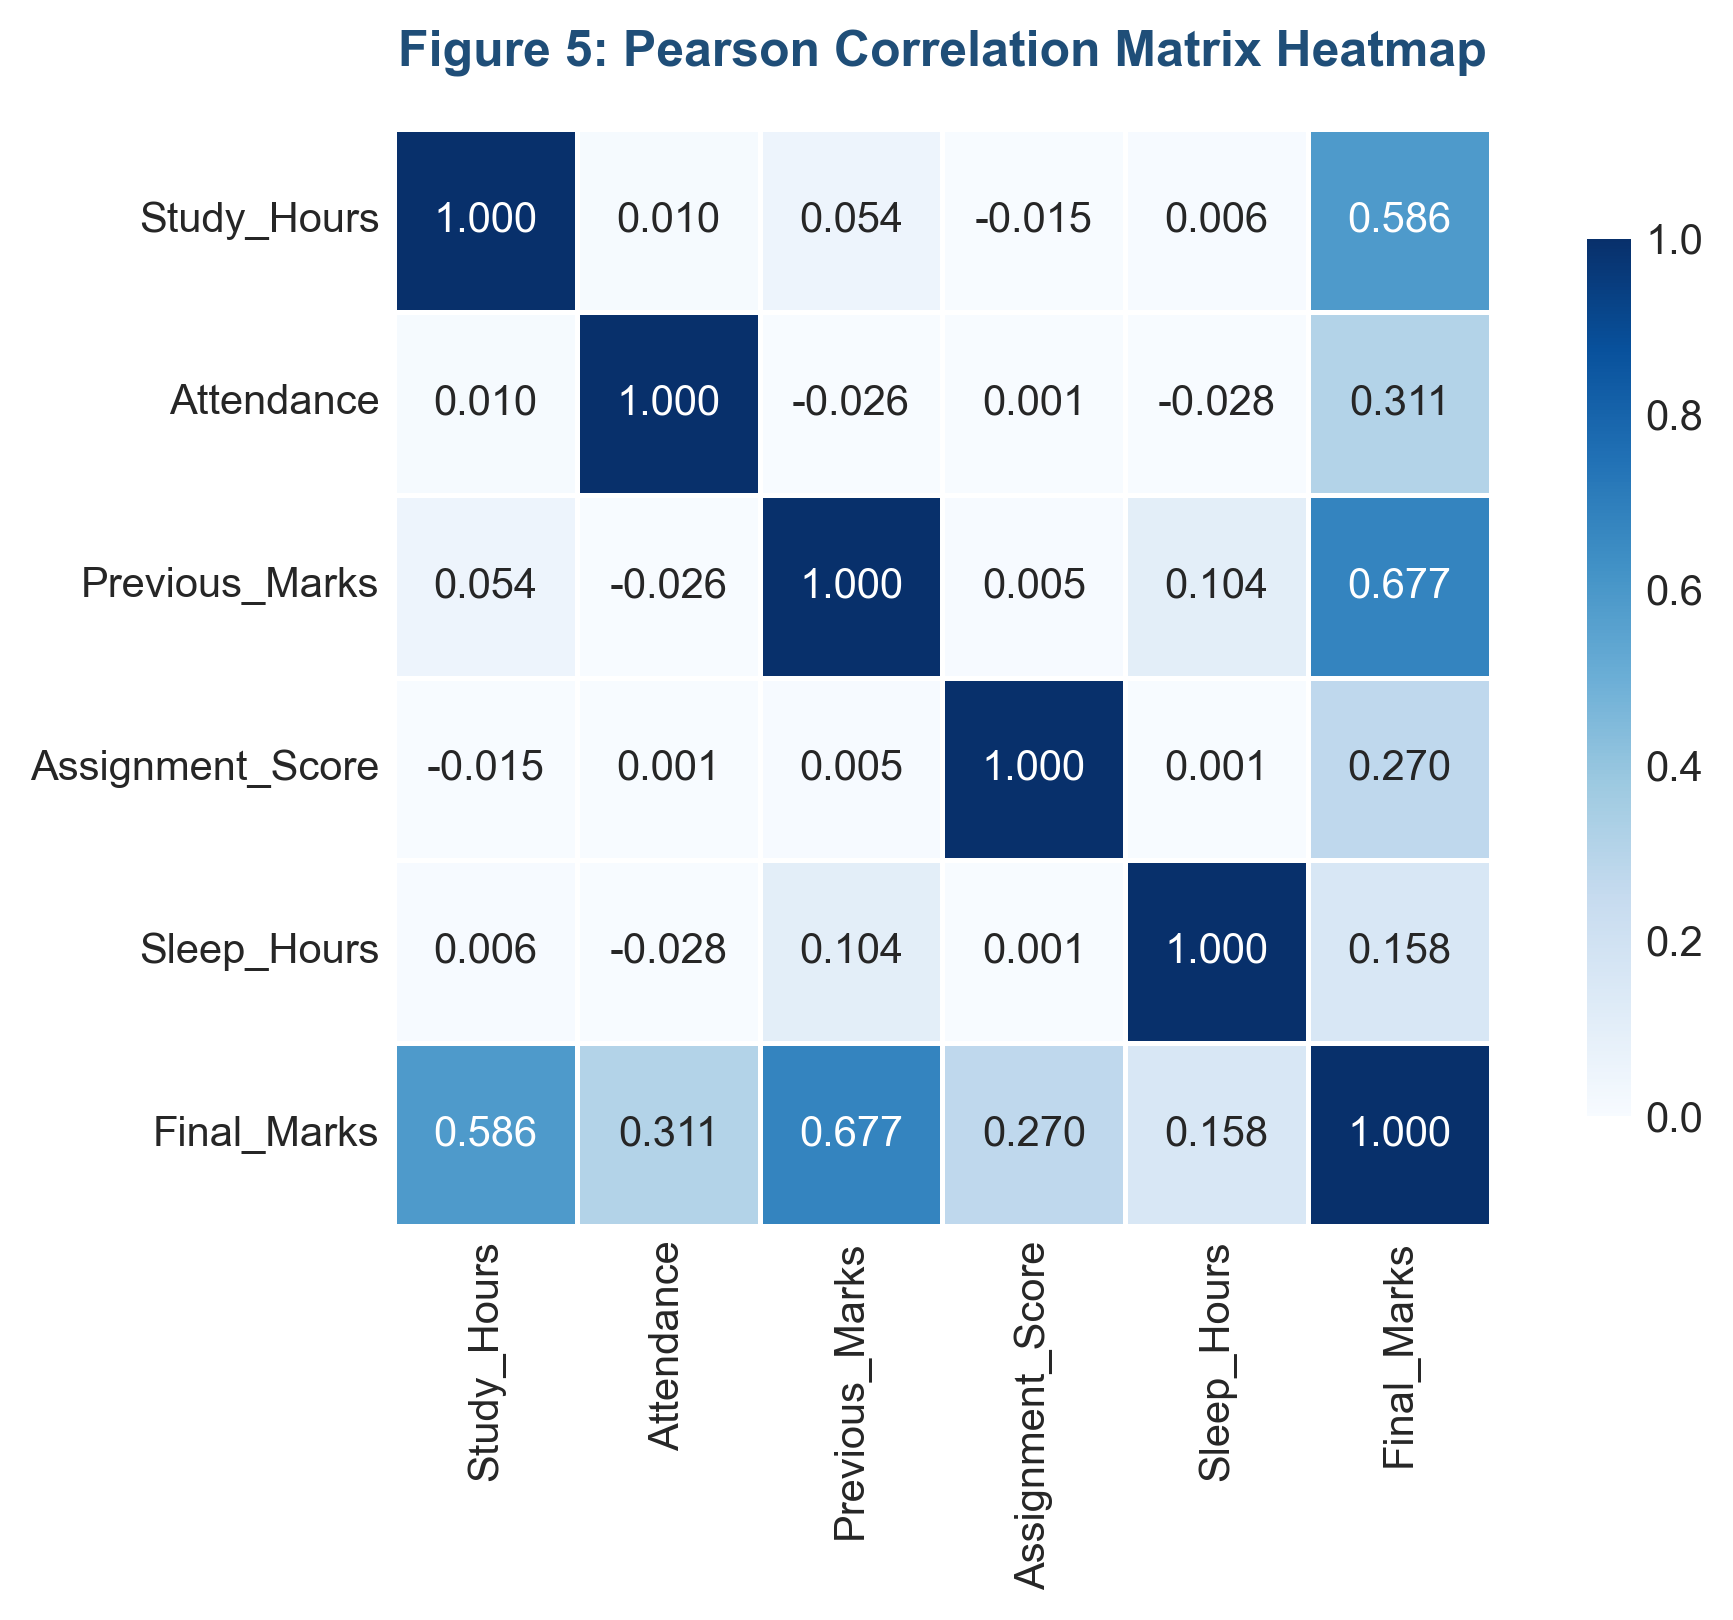 Figure 5: Pearson Correlation Matrix Heatmap
Study_Hours 1.000 0.010 0.054 -0.015 0.006 0.586
Attendance 0.010 1.000 -0.026 0.001 -0.028 0.311
Previous_Marks 0.054 -0.026 1.000 0.005 0.104 0.677
Assignment_Score -0.015 0.001 0.005 1.000 0.001 0.270
Sleep_Hours 0.006 -0.028 0.104 0.001 1.000 0.158
Final_Marks 0.586 0.311 0.677 0.270 0.158 1.000
Study_Hours
Attendance
Previous_Marks
Assignment_Score
Sleep_Hours
Final_Marks
1.0
0.8
0.6
0.4
0.2
0.0